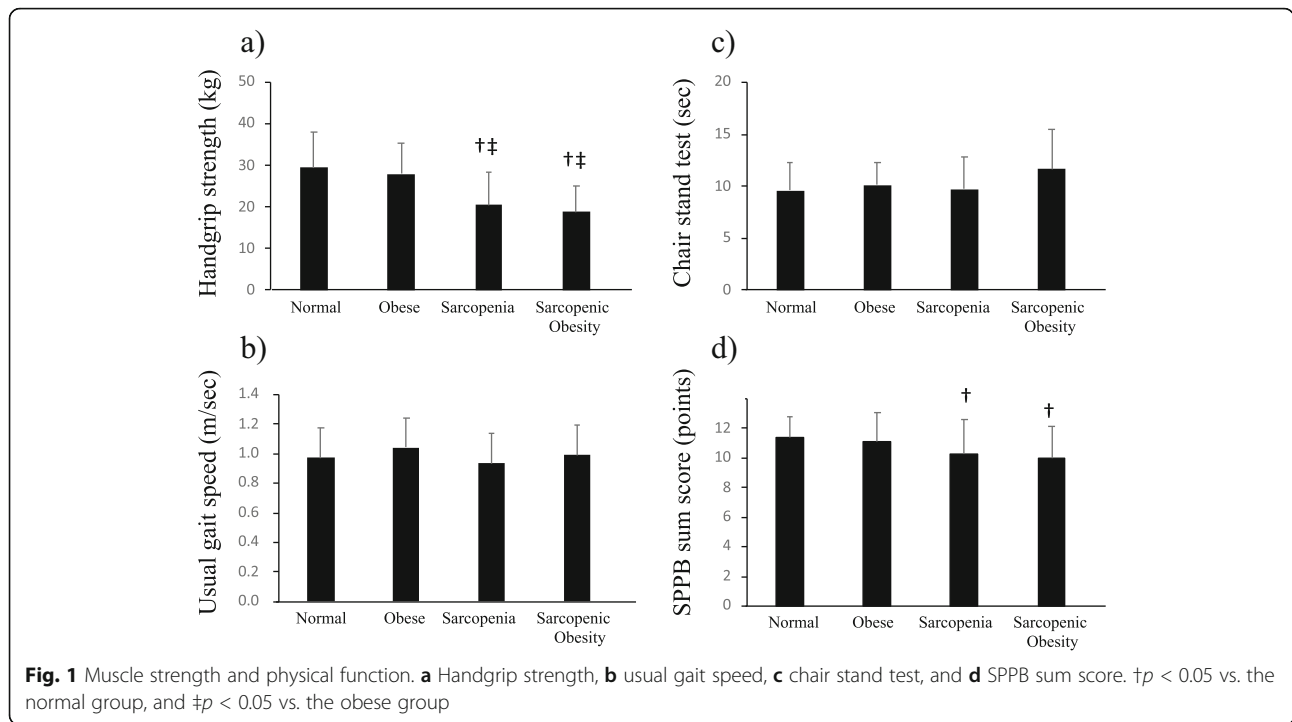 a)
Handgrip strength (kg)
50
40
30
20
10
0
†‡
†‡
Normal
Obese
Sarcopenia
Sarcopenic
Obesity
c)
Chair stand test (sec)
20
15
10
5
0
Normal
Obese
Sarcopenia
Sarcopenic
Obesity
b)
Usual gait speed (m/sec)
1.4
1.2
1.0
0.8
0.6
0.4
0.2
0.0
Normal
Obese
Sarcopenia
Sarcopenic
Obesity
d)
SPPB sum score (points)
12
10
8
6
4
2
0
†
†
Normal
Obese
Sarcopenia
Sarcopenic
Obesity
Fig. 1 Muscle strength and physical function. a Handgrip strength, b usual gait speed, c chair stand test, and d SPPB sum score. †p < 0.05 vs. the
normal group, and ‡p < 0.05 vs. the obese group